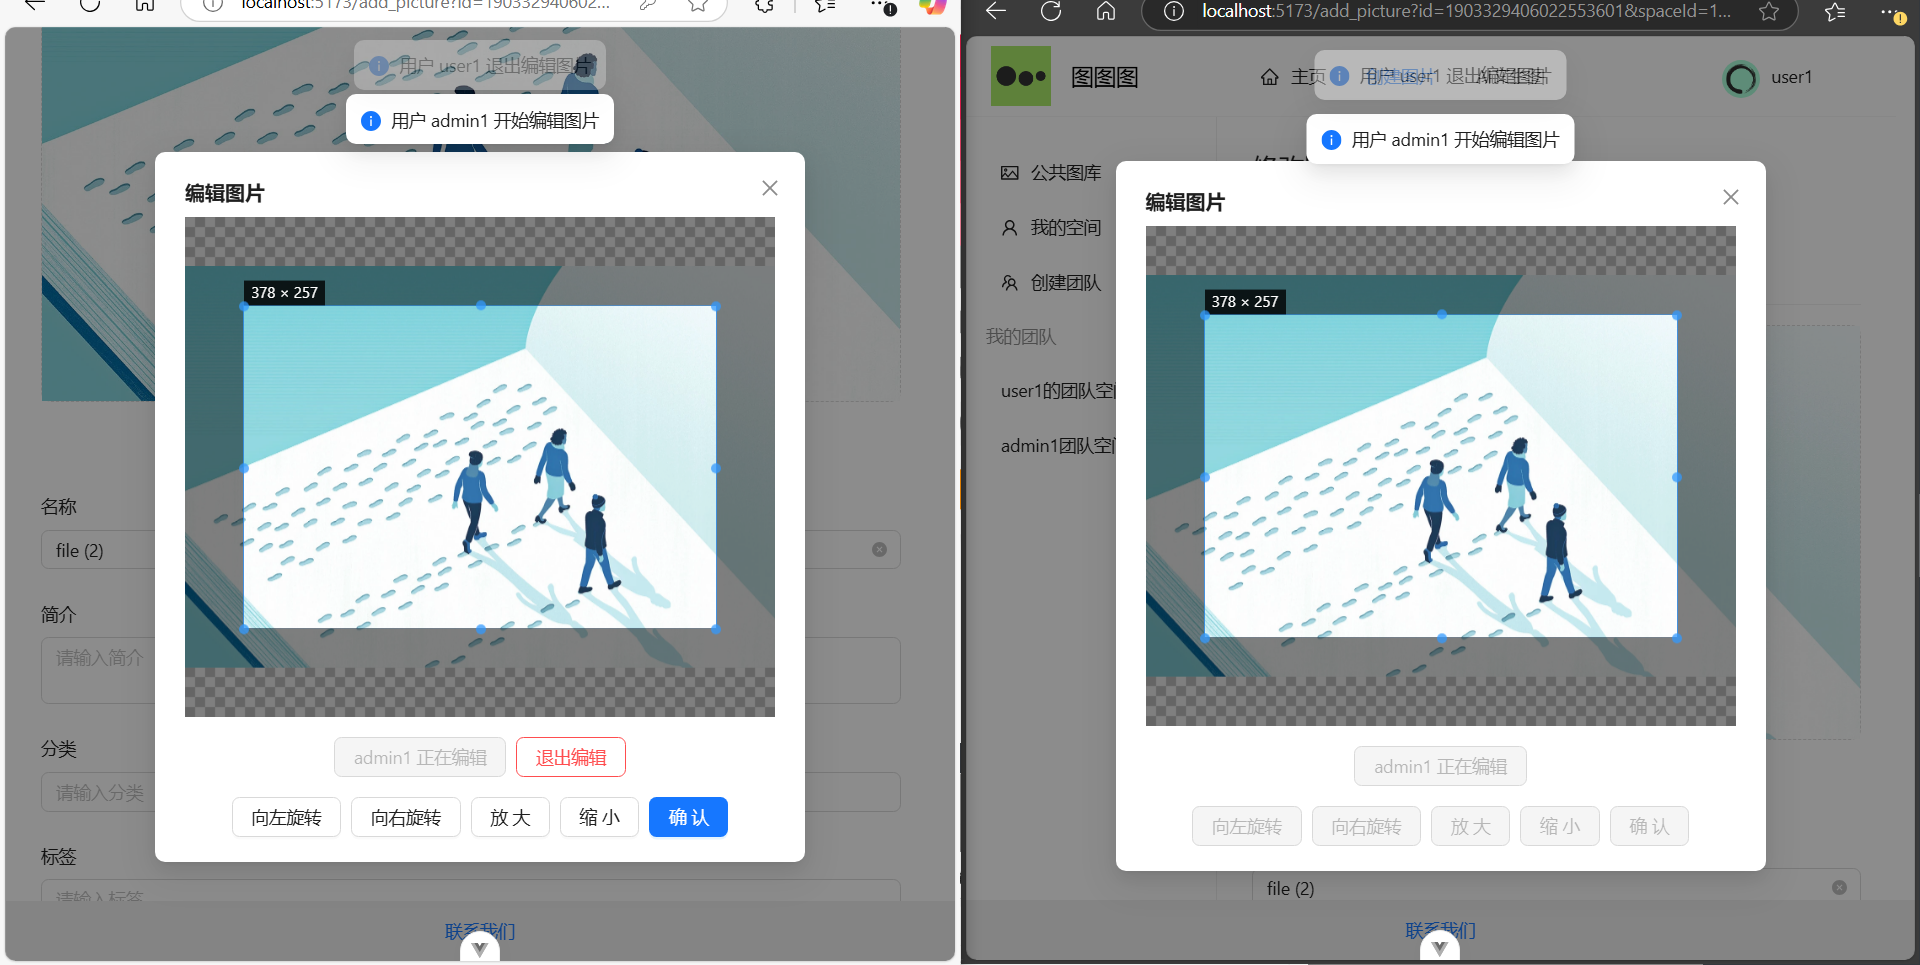 localhost:5173/add_picture?id=1903329406022...
用户 user1 退出编辑图片
用户 admin1 开始编辑图片
编辑图片
378 × 257
名称
file (2)
简介
请输入简介
分类
请输入分类
标签
请输入标签
admin1 正在编辑
退出编辑
向左旋转
向右旋转
放 大
缩 小
确 认
联系我们
localhost:5173/add_picture?id=1903329406022553601&spaceId=1...
图图图
主页
创建图片
用户 user1 退出编辑图片
user1
用户 admin1 开始编辑图片
公共图库
我的空间
创建团队
我的团队
user1的团队空间
admin1团队空间
编辑图片
378 × 257
admin1 正在编辑
向左旋转
向右旋转
放 大
缩 小
确 认
file (2)
联系我们